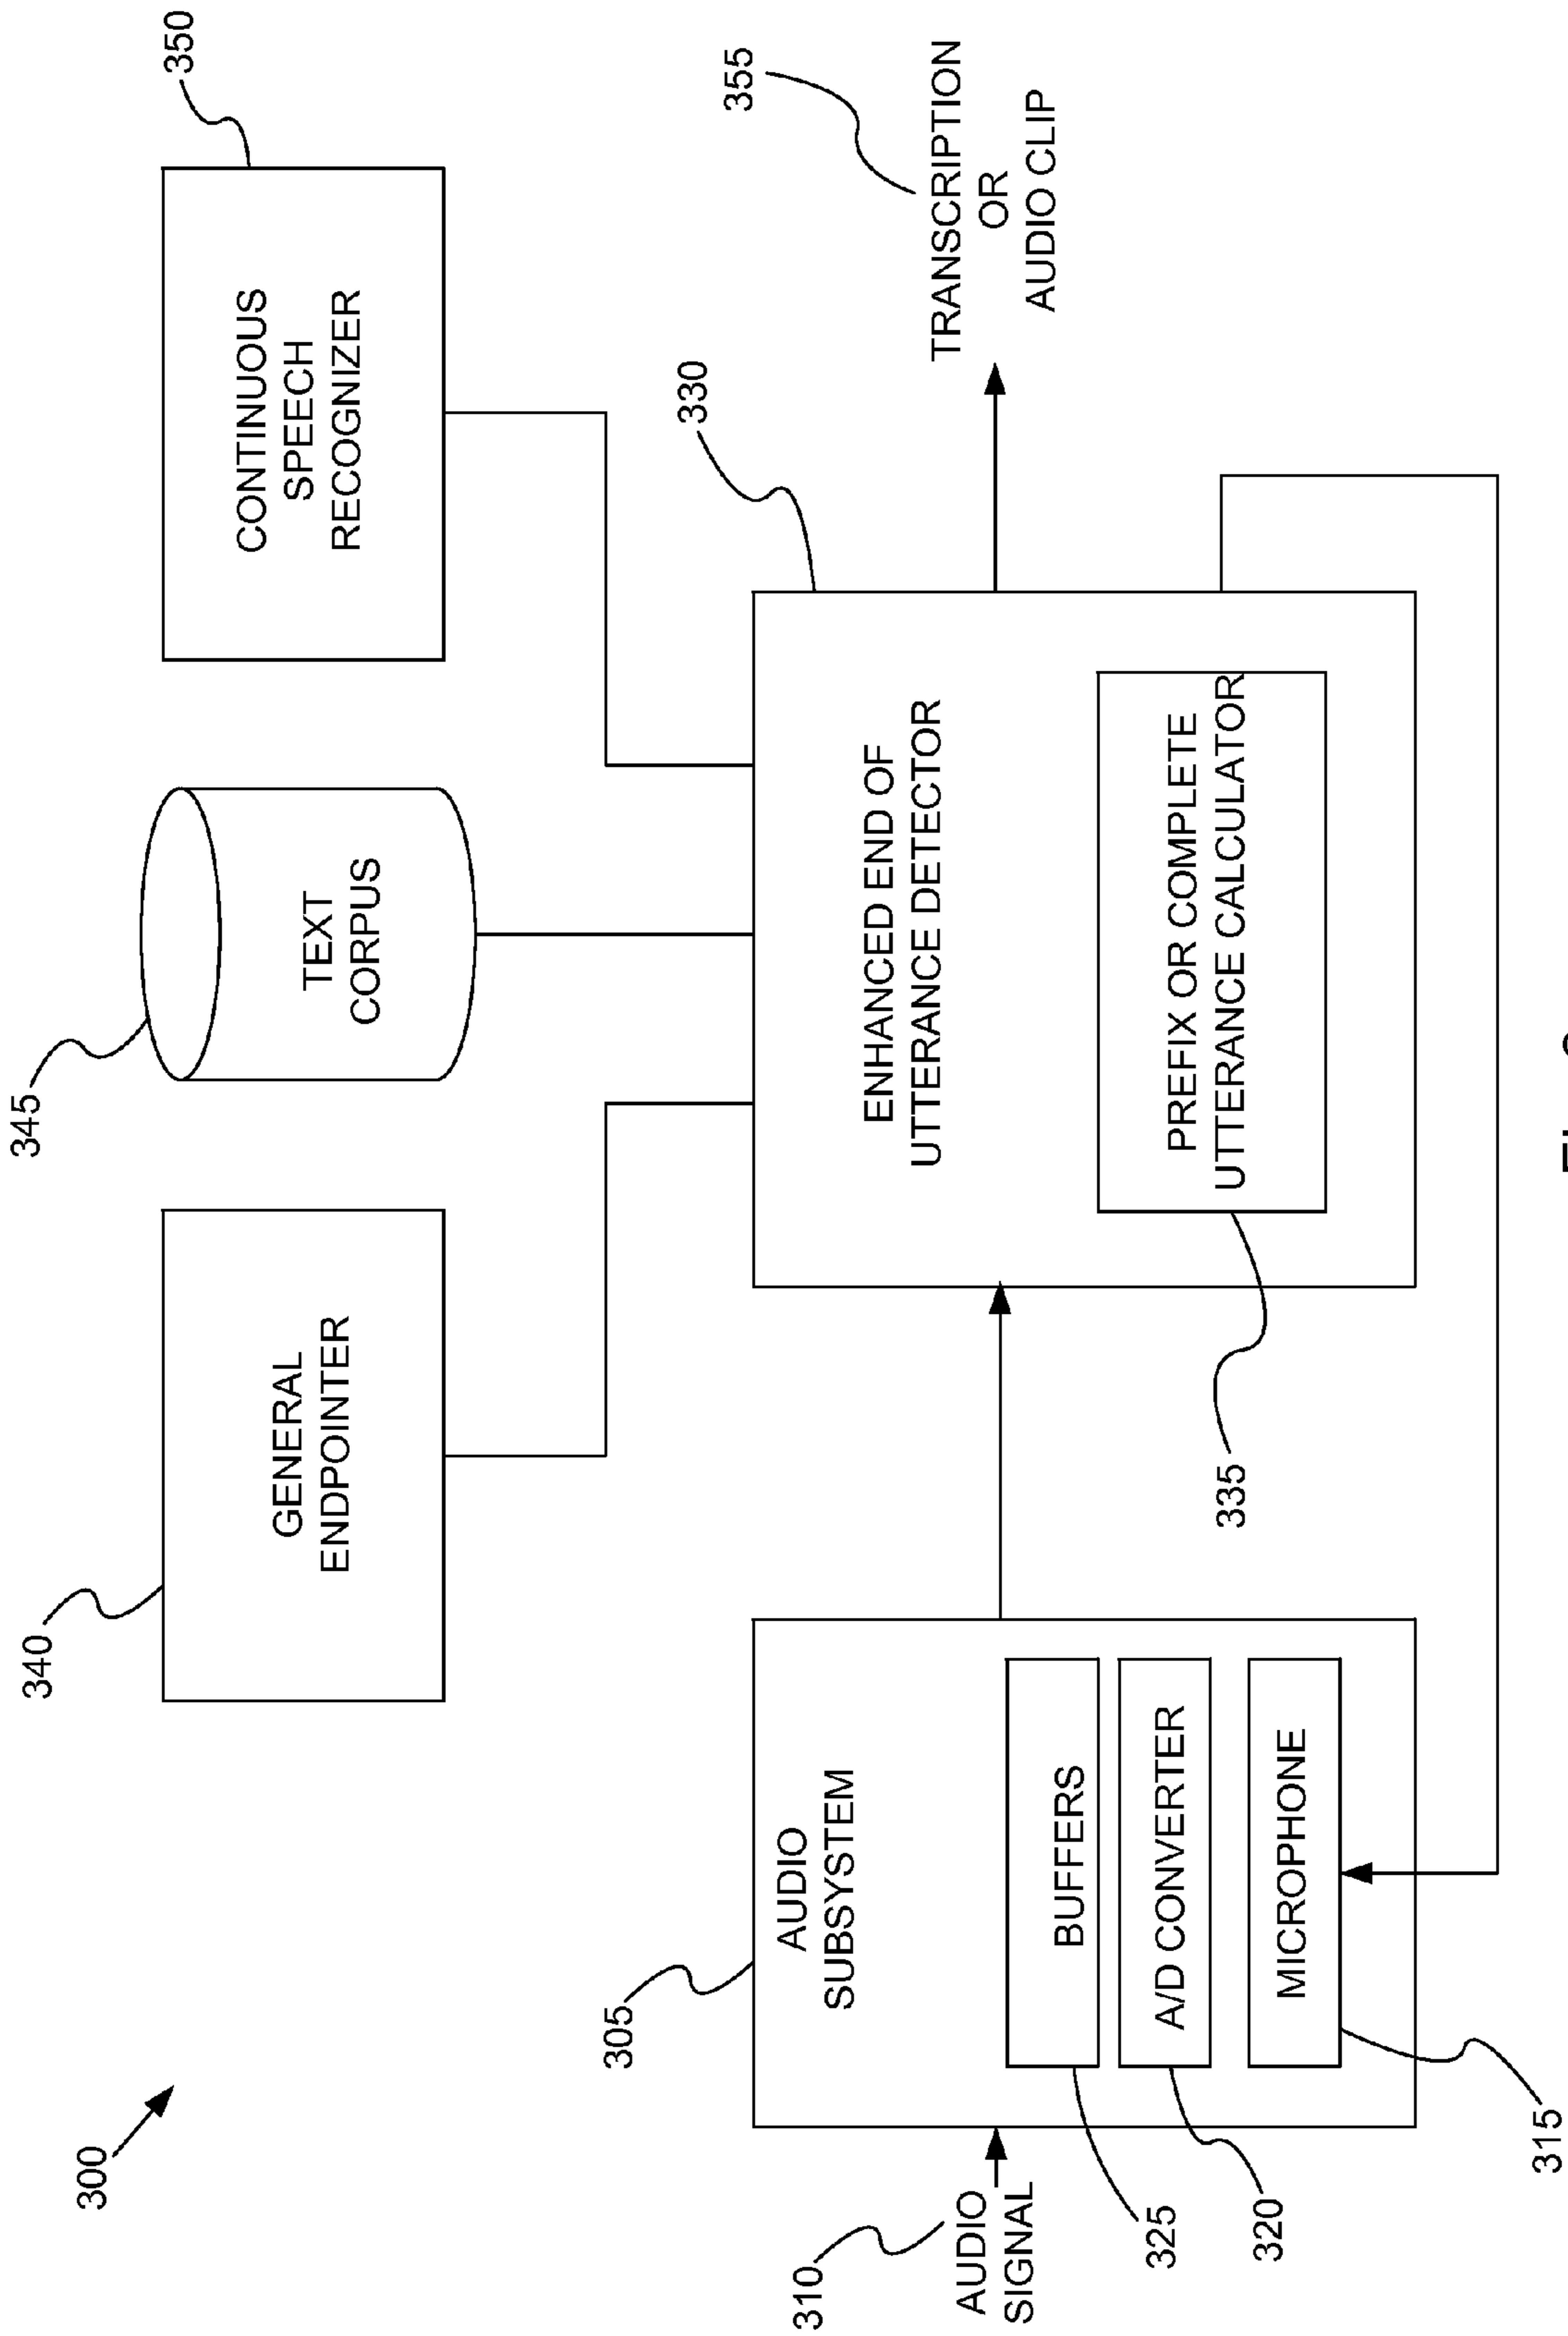 300
340
GENERAL
ENDPOINTER
345
TEXT
CORPUS
350
CONTINUOUS
SPEECH
RECOGNIZER
310
AUDIO
SIGNAL
305
AUDIO
SUBSYSTEM
BUFFERS
A/D CONVERTER
MICROPHONE
325
320
315
330
ENHANCED END OF
UTTERANCE DETECTOR
PREFIX OR COMPLETE
UTTERANCE CALCULATOR
335
355
TRANSCRIPTION
OR
AUDIO CLIP